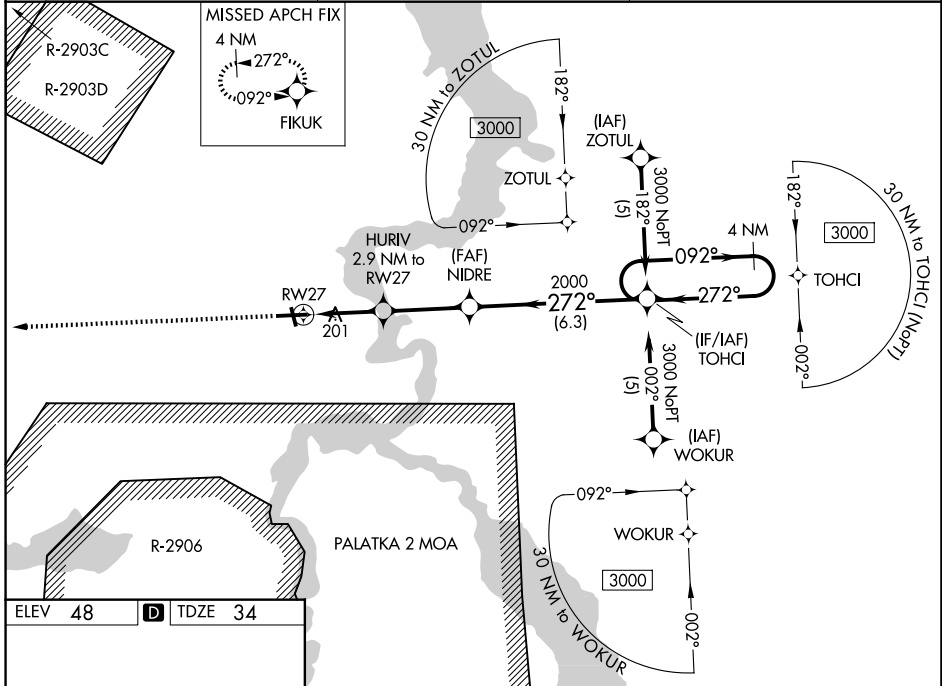 MISSED APCH FIX
4 NM
272°
092°
FIKUK
R-2903C
R-2903D
30 NM to ZOTUL
3000
182°
ZOTUL
092°
(IAF)
ZOTUL
3000 NoPT
182°
(5)
4 NM
092°
272°
182°
3000
TOHCI
002°
30 NM to TOHCI (NoPT)
HURIV
2.9 NM to
RW27
(FAF)
NIDRE
2000
272°
(6.3)
RW27
201
(IF/IAF)
TOHCI
3000 NoPT
002°
(5)
(IAF)
WOKUR
092°
WOKUR
3000
002°
30 NM to WOKUR
R-2906
PALATKA 2 MOA
ELEV 48 D TDZE 34